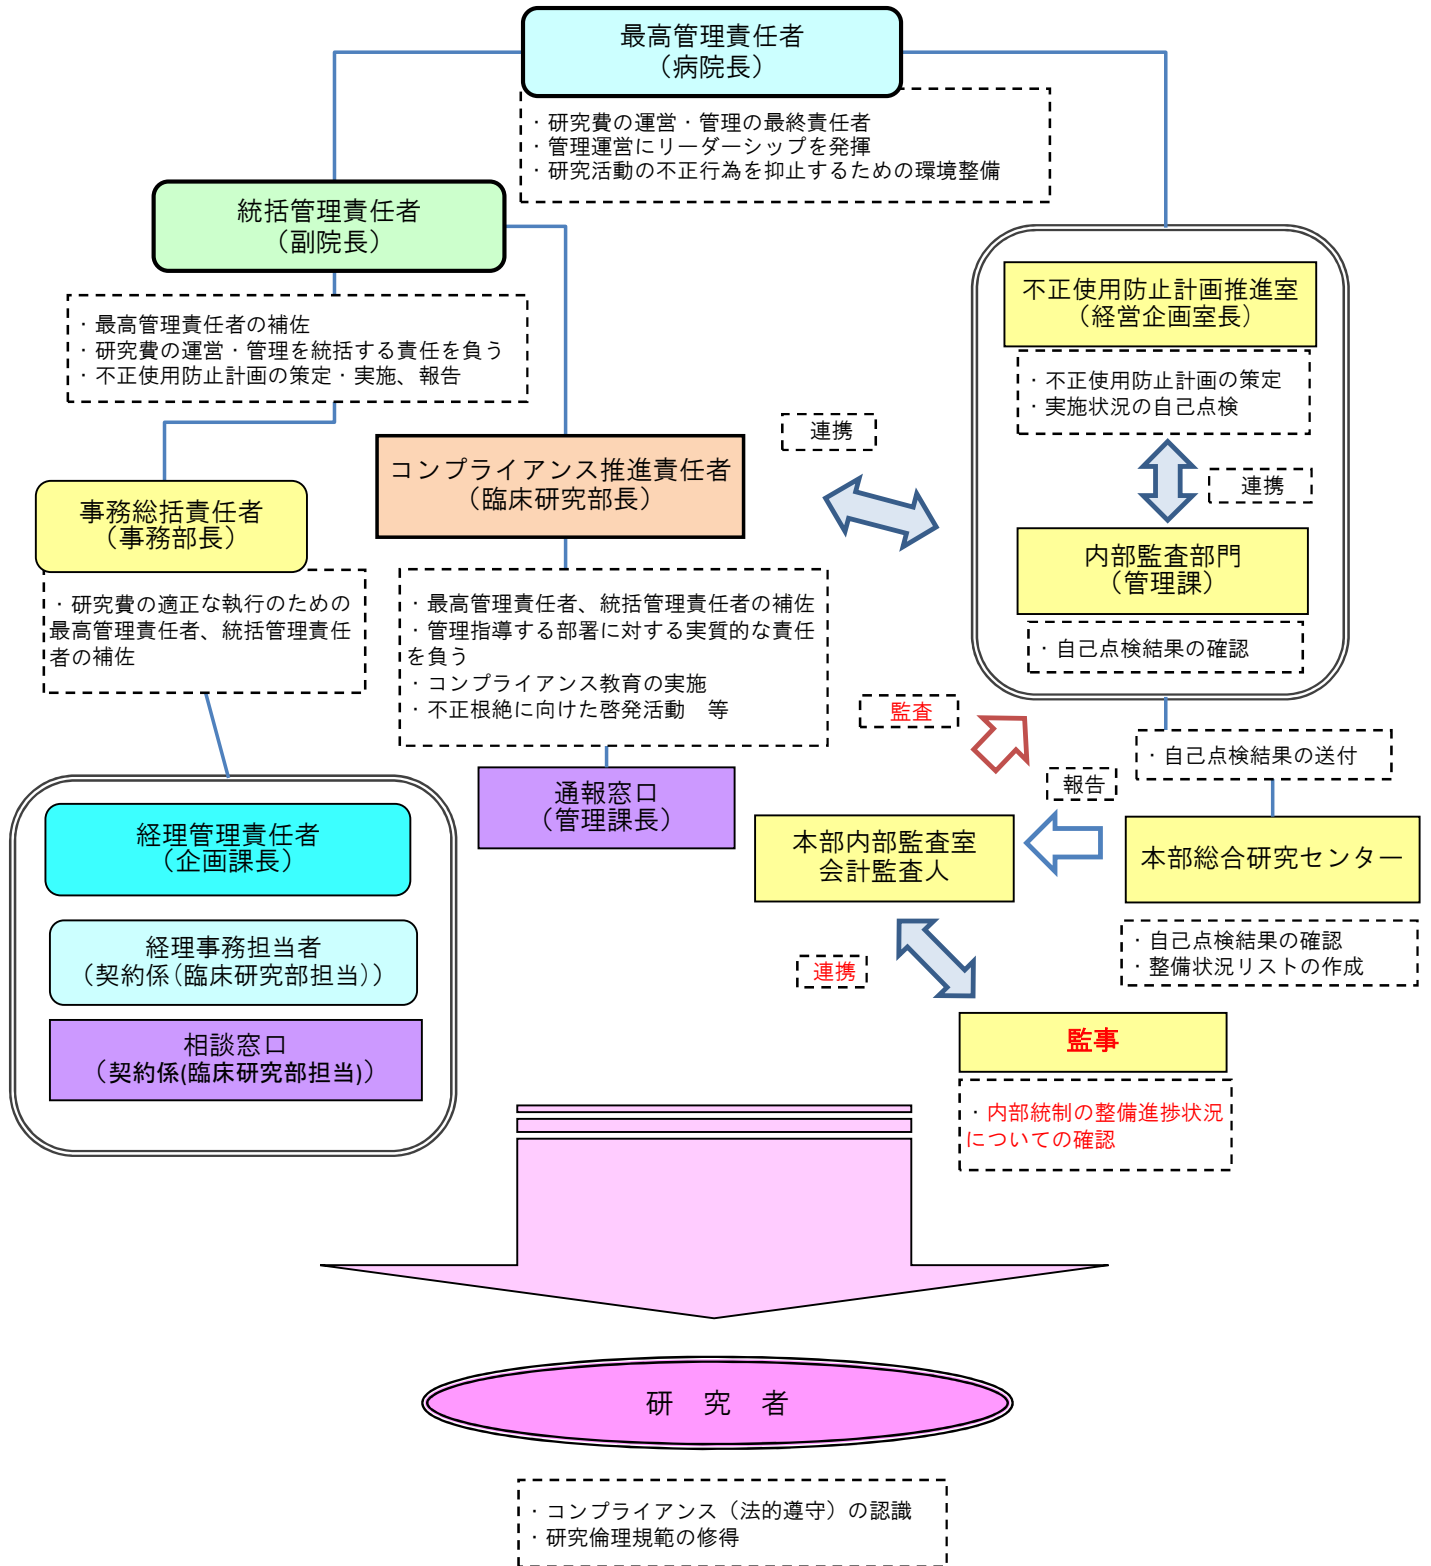 最高管理責任者
（病院長）
・研究費の運営・管理の最終責任者
・管理運営にリーダーシップを発揮
・研究活動の不正行為を抑止するための環境整備
統括管理責任者
（副院長）
・最高管理責任者の補佐
・研究費の運営・管理を統括する責任を負う
・不正使用防止計画の策定・実施、報告
不正使用防止計画推進室
（経営企画室長）
・不正使用防止計画の策定
・実施状況の自己点検
連携
連携
コンプライアンス推進責任者
（臨床研究部長）
事務総括責任者
（事務部長）
内部監査部門
（管理課）
・自己点検結果の確認
・研究費の適正な執行のための
最高管理責任者、統括管理責任
者の補佐
・最高管理責任者、統括管理責任者の補佐
・管理指導する部署に対する実質的な責任
を負う
・コンプライアンス教育の実施
・不正根絶に向けた啓発活動　等
監査
・自己点検結果の送付
報告
通報窓口
（管理課長）
経理管理責任者
（企画課長）
本部内部監査室
会計監査人
本部総合研究センター
・自己点検結果の確認
・整備状況リストの作成
経理事務担当者
（契約係（臨床研究部担当））
連携
相談窓口
（契約係(臨床研究部担当)）
監事
・内部統制の整備進捗状況
についての確認
研　究　者
・コンプライアンス（法的遵守）の認識
・研究倫理規範の修得